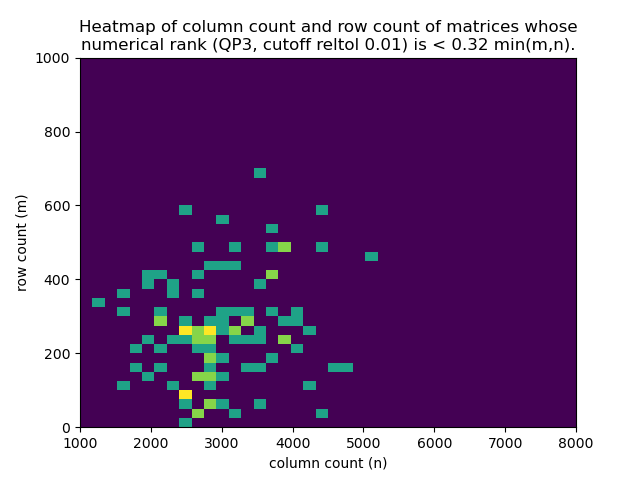 Heatmap of column count and row count of matrices whose
numerical rank (QP3, cutoff reltol 0.01) is < 0.32 min(m,n).
1000
800
600
400
200
0
row count (m)
1000 2000 3000 4000 5000 6000 7000 8000
column count (n)